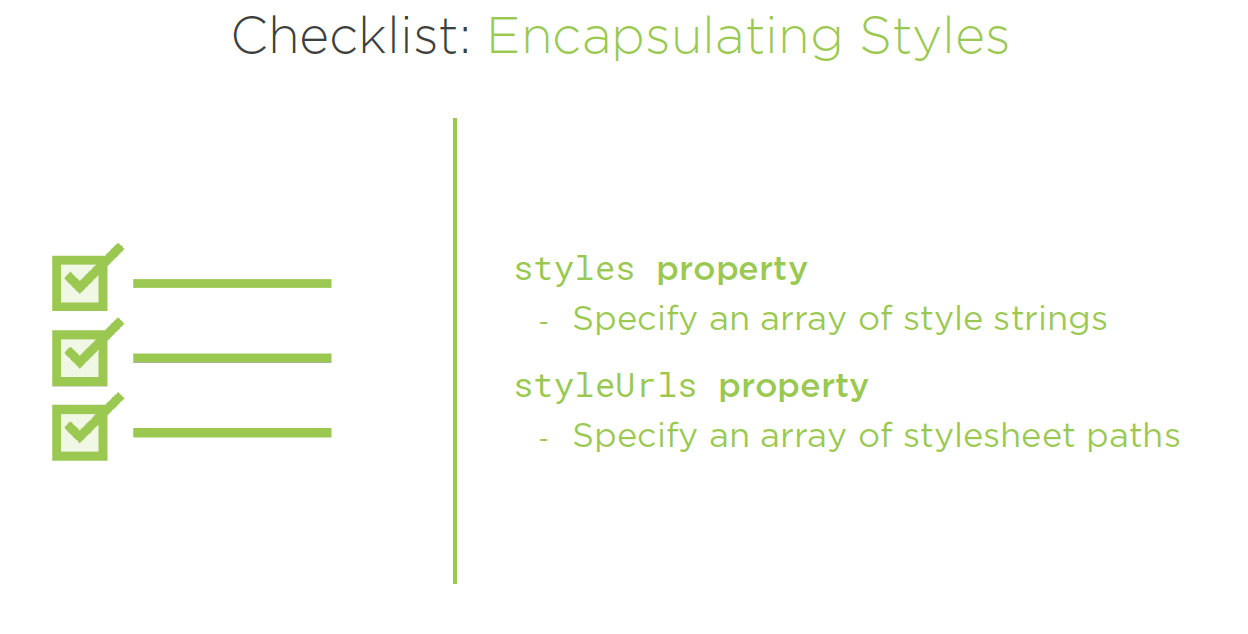 Checklist: Encapsulating Styles
styles property
- Specify an array of style strings
styleUrls property
- Specify an array of stylesheet paths